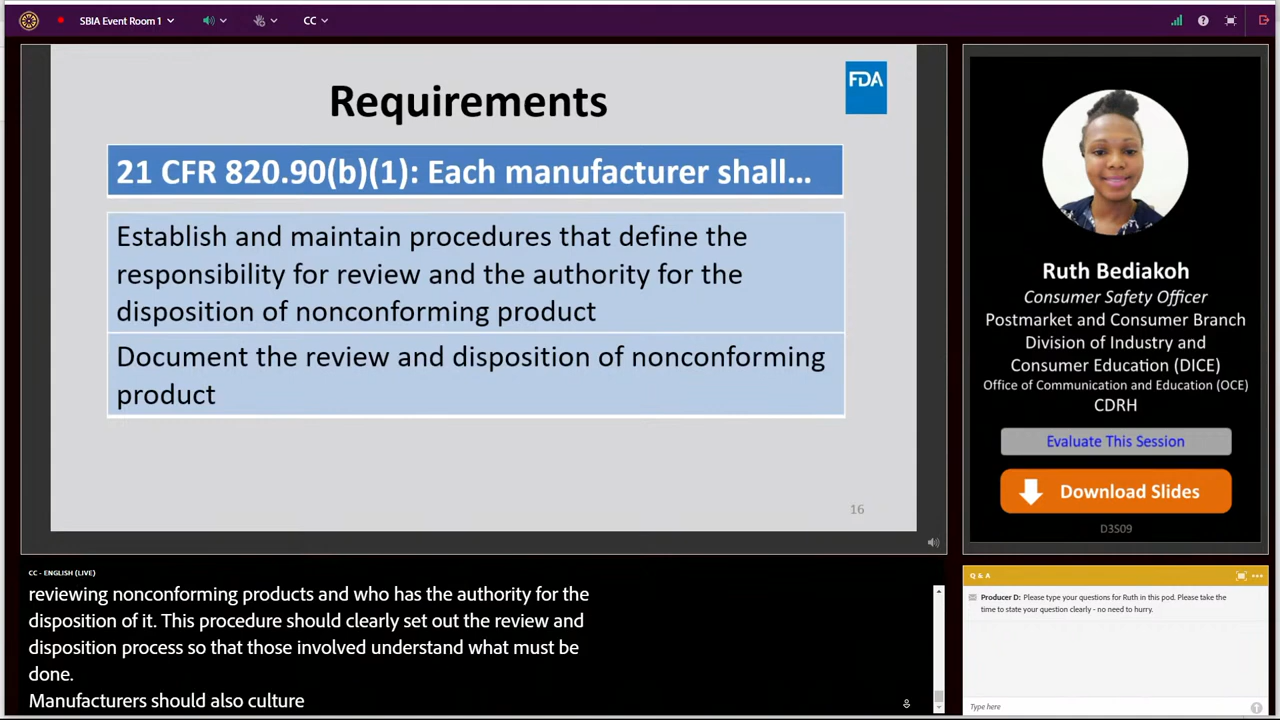 SBIA Event Room 1
CC
Requirements
FDA
21 CFR 820.90(b)(1): Each manufacturer shall...
Establish and maintain procedures that define the
responsibility for review and the authority for the
disposition of nonconforming product
Document the review and disposition of nonconforming
product
16
Ruth Bediakoh
Consumer Safety Officer
Postmarket and Consumer Branch
Division of Industry and
Consumer Education (DICE)
Office of Communication and Education (OCE)
CDRH
Evaluate This Session
Download Slides
D3S09
CC - ENGLISH (LIVE)
reviewing nonconforming products and who has the authority for the
disposition of it. This procedure should clearly set out the review and
disposition process so that those involved understand what must be
done.
Manufacturers should also culture
Q & A
Producer D: Please type your questions for Ruth in this pod. Please take the
time to state your question clearly - no need to hurry.
Type here